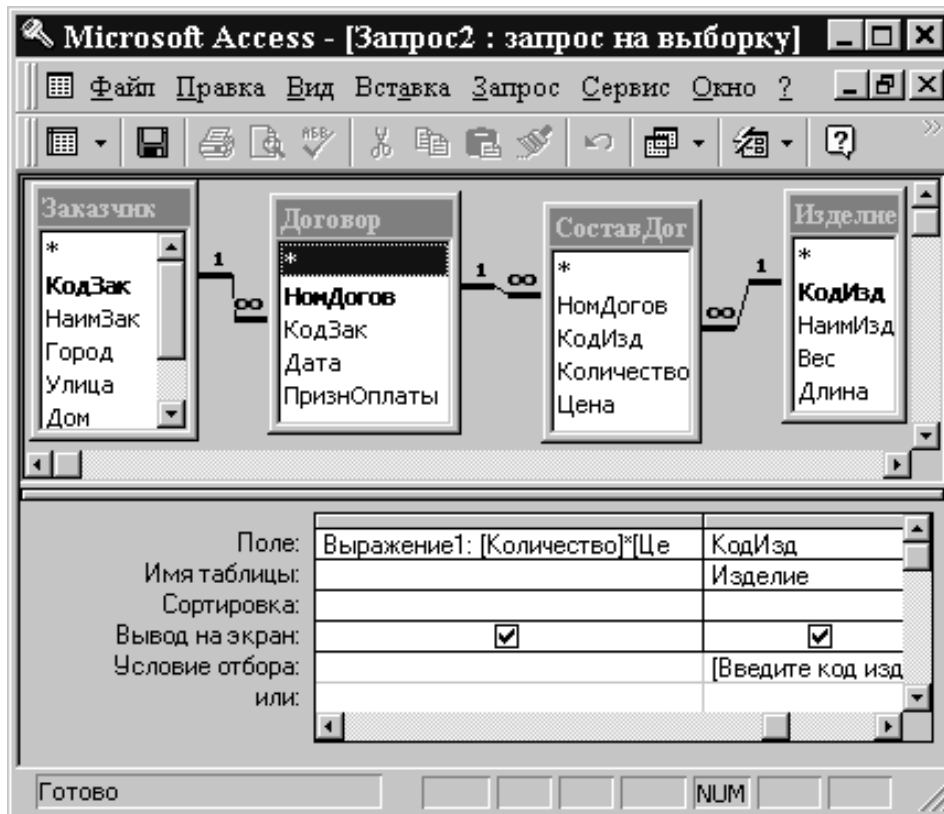 Microsoft Access - [Запрос2 : запрос на выборку]
Файл Правка Вид Вставка Запрос Сервис Окно ?
АБВ
Заказчик
*
КодЗак
НаимЗак
Город
Улица
Дом
1
∞
Договор
*
НомДогов
КодЗак
Дата
ПризнОплаты
1
∞
СоставДог
*
НомДогов
КодИзд
Количество
Цена
1
∞
Изделие
*
КодИзд
НаимИзд
Вес
Длина
Поле: Выражение1: [Количество]*[Це КодИзд
Имя таблицы: Изделие
Сортировка:
Вывод на экран:
Условие отбора: [Введите код изд
или:
Готово NUM